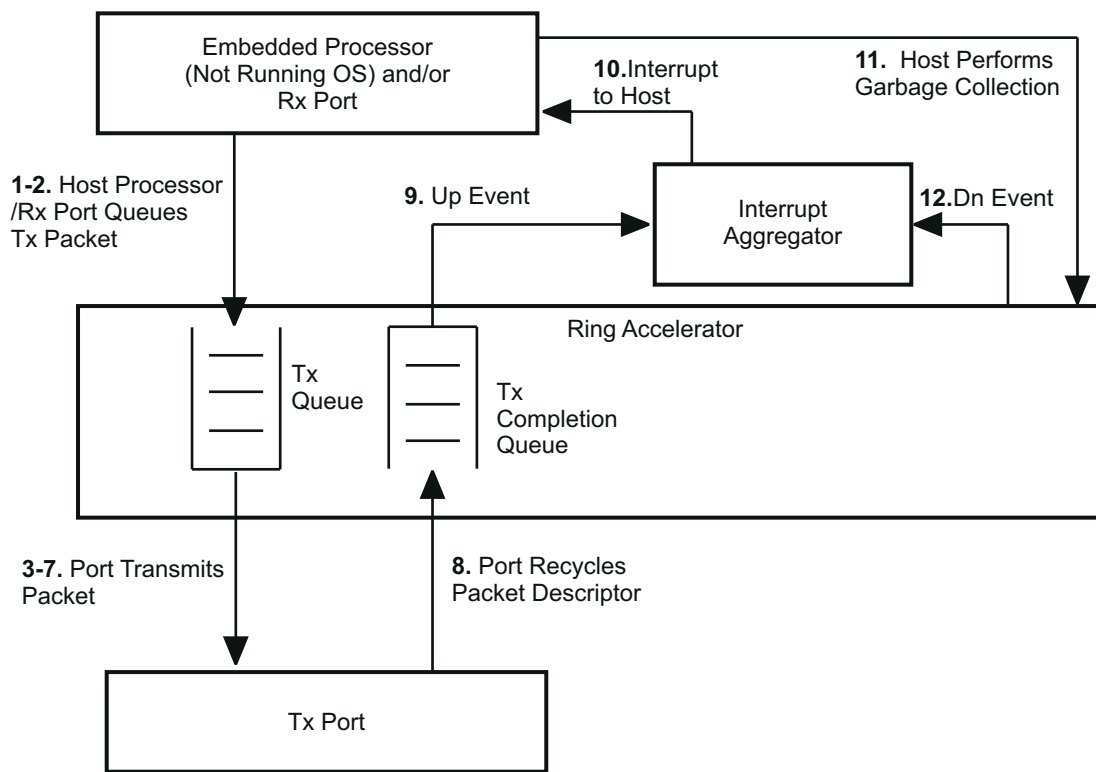 Embedded Processor
(Not Running OS) and/or
Rx Port
10.Interrupt
to Host
11. Host Performs
Garbage Collection
1-2. Host Processor
/Rx Port Queues
Tx Packet
9. Up Event
Interrupt
Aggregator
12.Dn Event
Ring Accelerator
Tx
Queue
Tx
Completion
Queue
3-7. Port Transmits
Packet
8. Port Recycles
Packet Descriptor
Tx Port